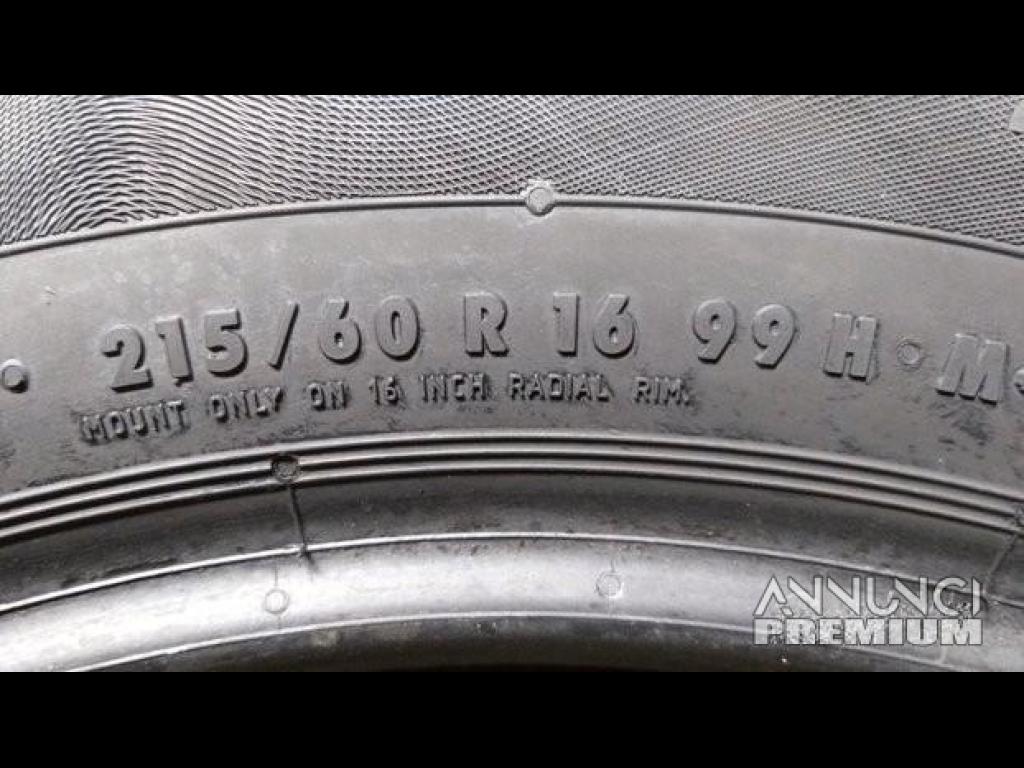 215/60 R 16 99 H • M
MOUNT ONLY ON 16 INCH RADIAL RIM.
ANNUNCI
PREMIUM